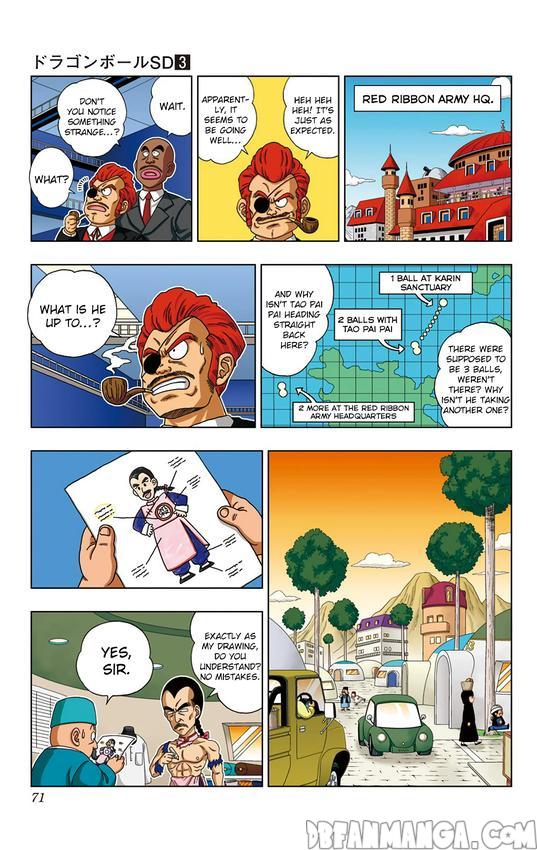 ドラゴンボールSD3
RED RIBBON ARMY HQ.
HEH HEH
HEH! IT'S
JUST AS
EXPECTED.
APPARENT-
LY, IT
SEEMS TO
BE GOING
WELL...
WAIT.
DON'T
YOU NOTICE
SOMETHING
STRANGE...?
WHAT?
1 BALL AT KARIN
SANCTUARY
2 BALLS WITH
TAO PAI PAI
2 MORE AT THE RED RIBBON
ARMY HEADQUARTERS
THERE WERE
SUPPOSED TO
BE 3 BALLS,
WEREN'T
THERE? WHY
ISN'T HE TAKING
ANOTHER ONE?
AND WHY
ISN'T TAO PAI
PAI HEADING
STRAIGHT
BACK
HERE?
WHAT IS HE
UP TO...?
EXACTLY AS
MY DRAWING,
DO YOU
UNDERSTAND?
NO MISTAKES.
YES,
SIR.
71
DBFANMANGA.COM